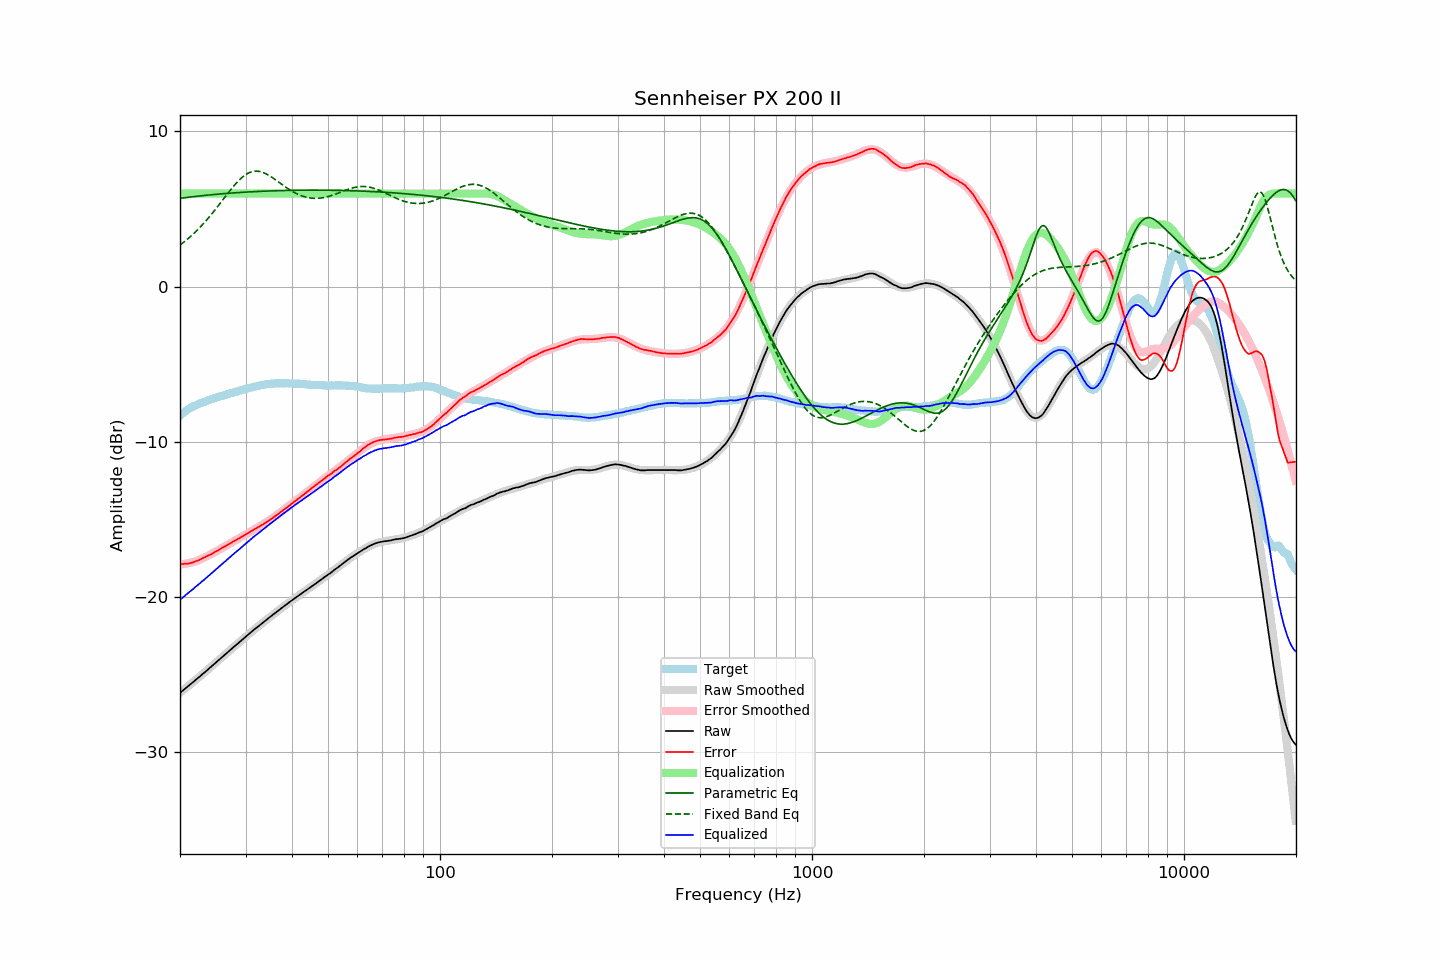 Sennheiser PX 200 II
Amplitude (dBr)
10
0
−10
−20
−30
100
1000
10000
Frequency (Hz)
Target
Raw Smoothed
Error Smoothed
Raw
Error
Equalization
Parametric Eq
Fixed Band Eq
Equalized